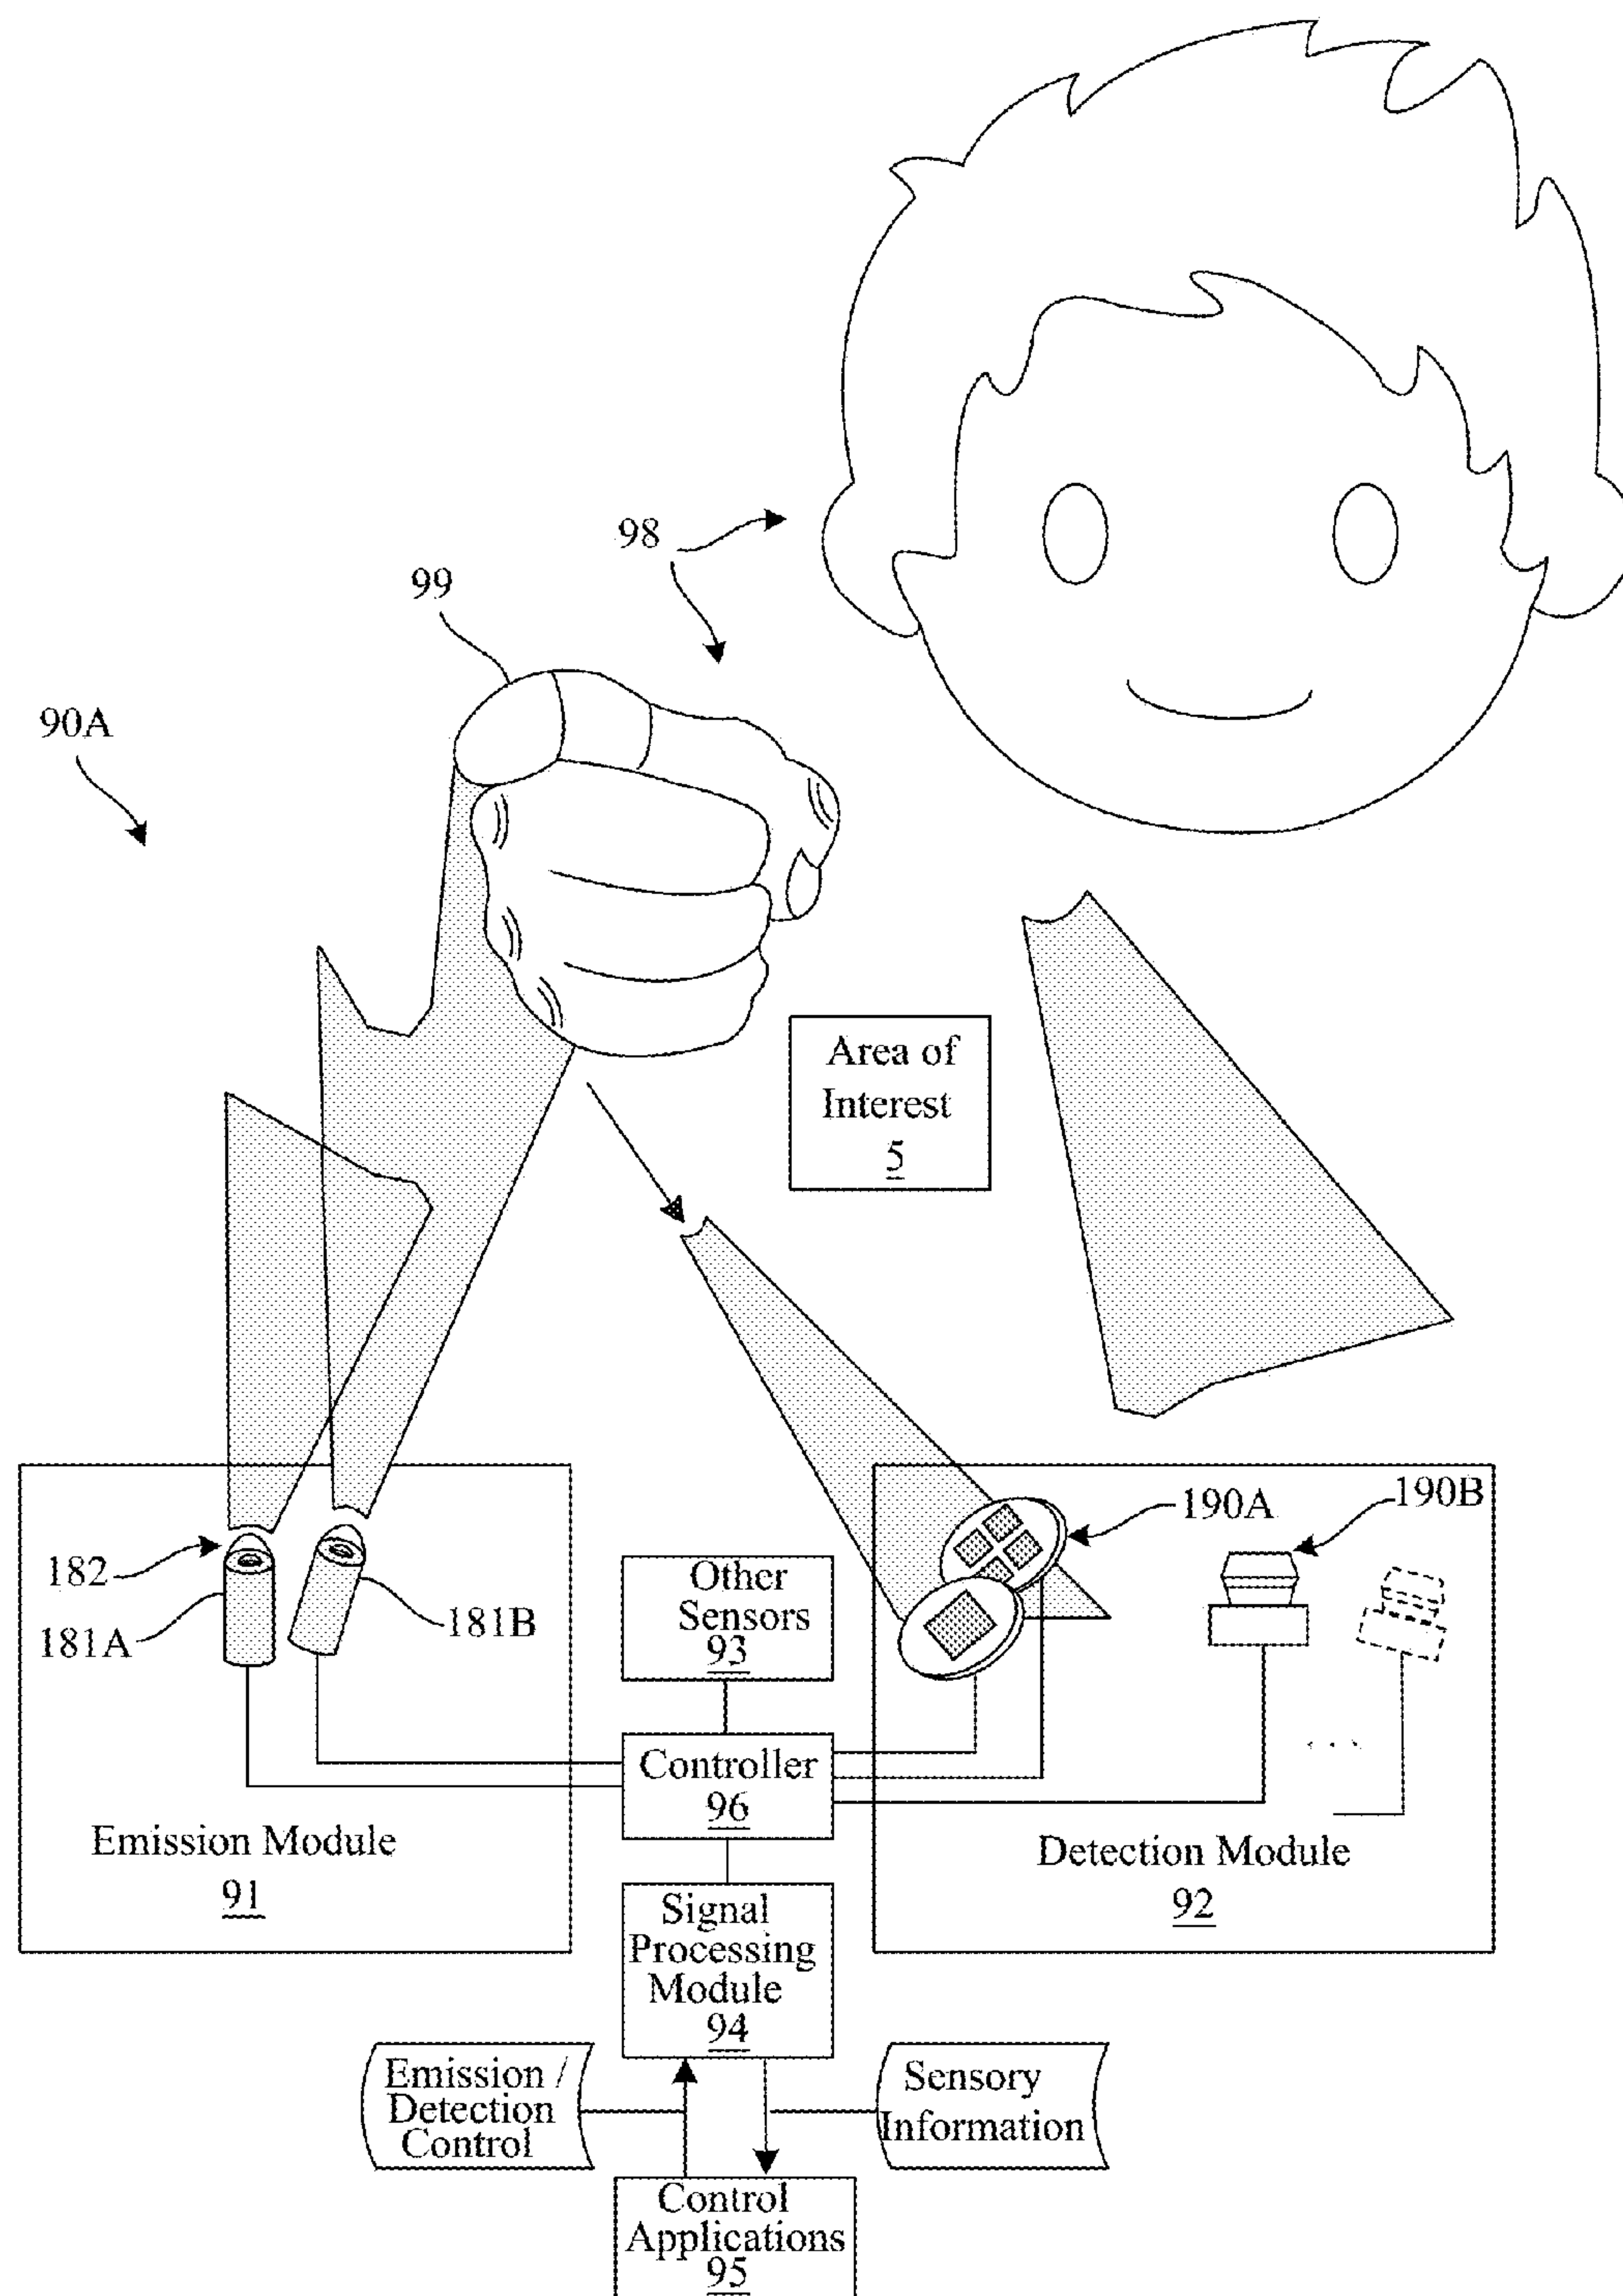 98
99
90A
Area of
Interest
5
190A
190B
182
181A
181B
Other
Sensors
93
Controller
96
Emission Module
91
Detection Module
92
Signal
Processing
Module
94
Emission /
Detection
Control
Sensory
Information
Control
Applications
95